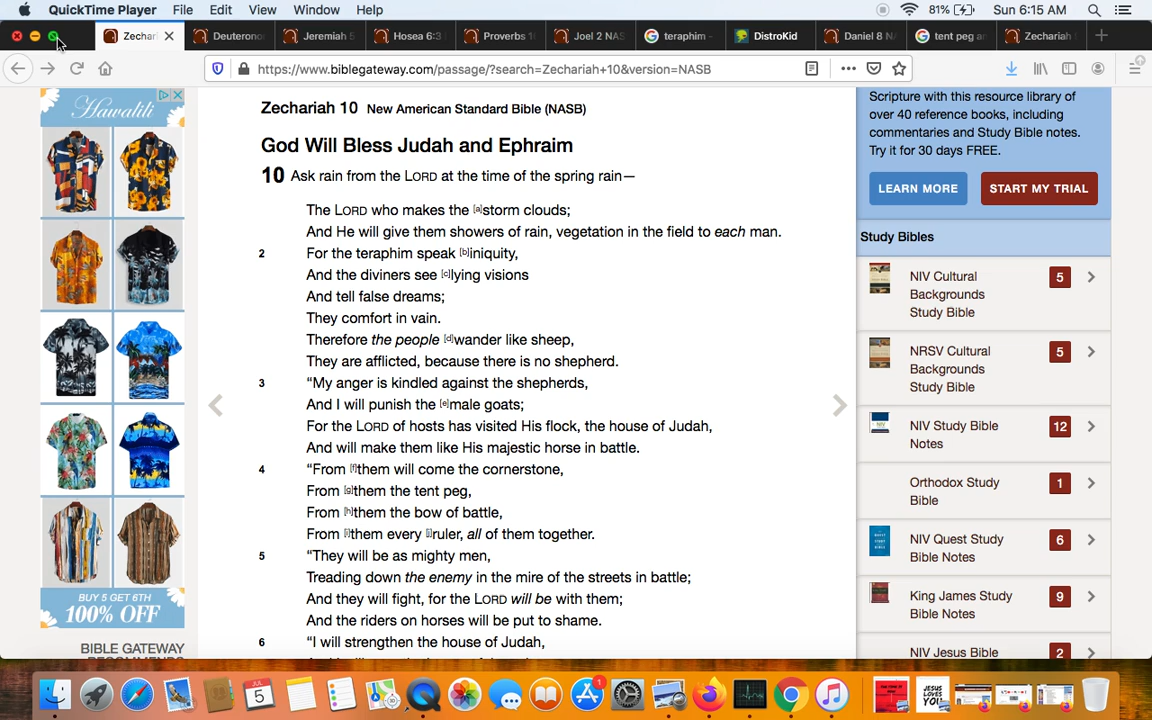 QuickTime Player File Edit View Window Help 81% Sun 6:15 AM
Zechari Deuterono Jeremiah 5 Hosea 6:3 Proverbs 1 Joel 2 NAS teraphim - DistroKid Daniel 8 N tent peg an Zechariah
https://www.biblegateway.com/passage/?search=Zechariah+10&version=NASB
Hawalili
BUY 5 GET 6TH
100% OFF
BIBLE GATEWAY
Zechariah 10 New American Standard Bible (NASB)
God Will Bless Judah and Ephraim
10 Ask rain from the LORD at the time of the spring rain—
The LORD who makes the [a]storm clouds;
And He will give them showers of rain, vegetation in the field to each man.
2 For the teraphim speak [b]iniquity,
And the diviners see [c]lying visions
And tell false dreams;
They comfort in vain.
Therefore the people [d]wander like sheep,
They are afflicted, because there is no shepherd.
3 “My anger is kindled against the shepherds,
And I will punish the [e]male goats;
For the LORD of hosts has visited His flock, the house of Judah,
And will make them like His majestic horse in battle.
4 “From [f]them will come the cornerstone,
From [g]them the tent peg,
From [h]them the bow of battle,
From [i]them every [j]ruler, all of them together.
5 “They will be as mighty men,
Treading down the enemy in the mire of the streets in battle;
And they will fight, for the LORD will be with them;
And the riders on horses will be put to shame.
6 “I will strengthen the house of Judah,
Scripture with this resource library of
over 40 reference books, including
commentaries and Study Bible notes.
Try it for 30 days FREE.
LEARN MORE START MY TRIAL
Study Bibles
NIV Cultural
Backgrounds
Study Bible
5
NRSV Cultural
Backgrounds
Study Bible
5
NIV Study Bible
Notes
12
Orthodox Study
Bible
1
NIV Quest Study
Bible Notes
6
King James Study
Bible Notes
9
NIV Jesus Bible
2
JUL
5
1
JESUS
LOVES
YOU